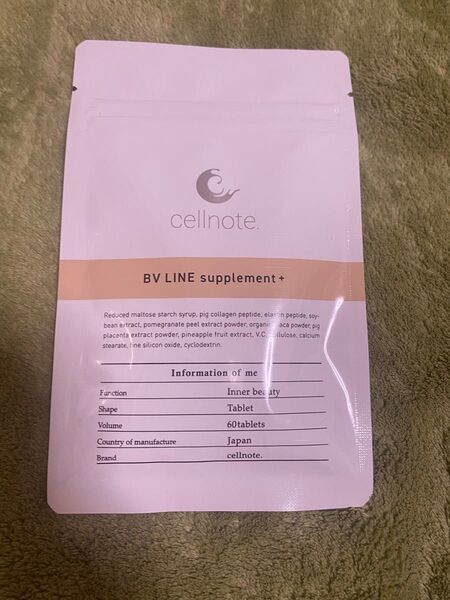 cellnote.
BV LINE supplement+
Reduced maltose starch syrup, pig collagen peptide, elastin peptide, soy-
bean extract, pomegranate peel extract powder, organic maca powder, pig
placenta extract powder, pineapple fruit extract, V.C, cellulose, calcium
stearate, fine silicon oxide, cyclodextrin.
Information of me
Function Inner beauty
Shape Tablet
Volume 60tablets
Country of manufacture Japan
Brand cellnote.